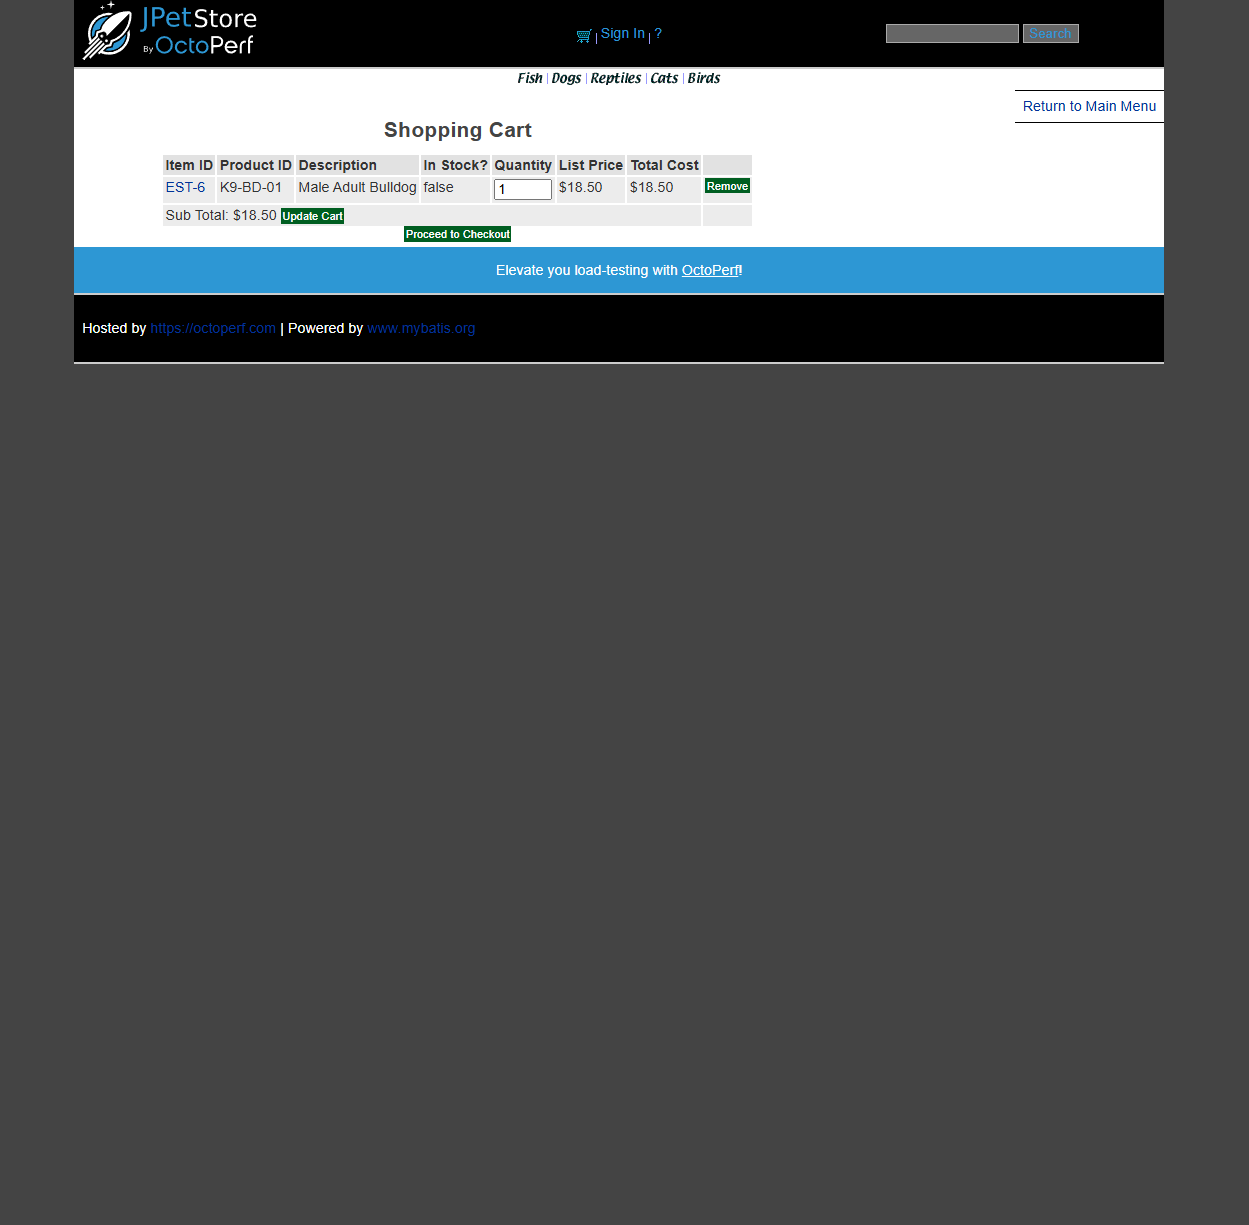 JPetStore
By OctoPerf
Sign In | ?
Search
Fish | Dogs | Reptiles | Cats | Birds
Return to Main Menu
Shopping Cart
Item ID Product ID Description In Stock? Quantity List Price Total Cost
EST-6 K9-BD-01 Male Adult Bulldog false 1 $18.50 $18.50 Remove
Sub Total: $18.50 Update Cart
Proceed to Checkout
Elevate you load-testing with OctoPerf!
Hosted by https://octoperf.com | Powered by www.mybatis.org